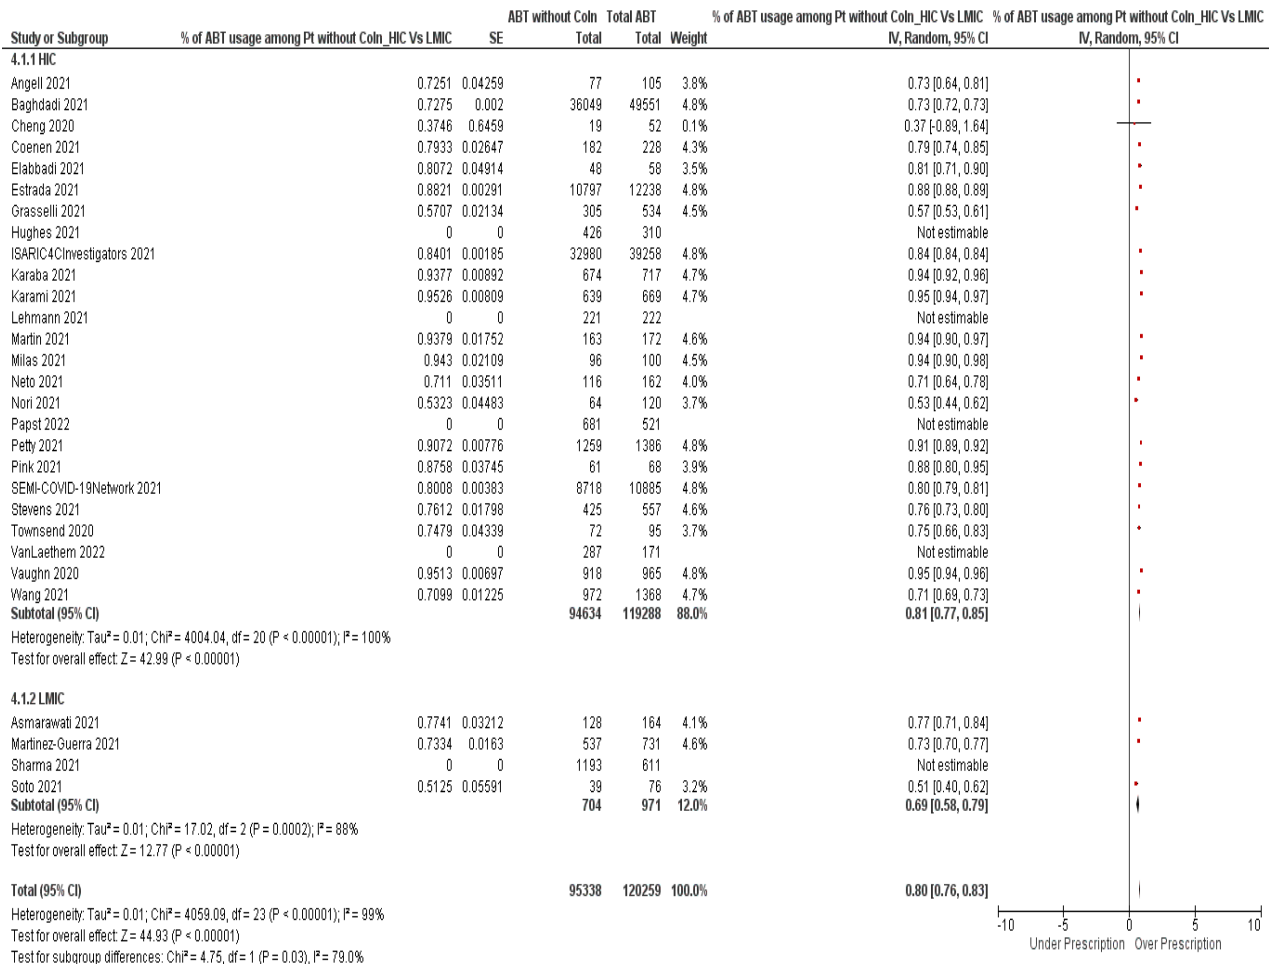 ABT without CoIn Total ABT % of ABT usage among Pt without CoIn_HIC Vs LMIC % of ABT usage among Pt without CoIn_HIC Vs LMIC
Study or Subgroup % of ABT usage among Pt without CoIn_HIC Vs LMIC SE Total Total Weight IV, Random, 95% CI IV, Random, 95% CI
4.1.1 HIC
Angell 2021 0.7251 0.04259 77 105 3.8% 0.73 [0.64, 0.81]
Baghdadi 2021 0.7275 0.002 36049 49551 4.8% 0.73 [0.72, 0.73]
Cheng 2020 0.3746 0.6459 19 52 0.1% 0.37 [-0.89, 1.64]
Coenen 2021 0.7933 0.02647 182 228 4.3% 0.79 [0.74, 0.85]
Elabbadi 2021 0.8072 0.04914 48 58 3.5% 0.81 [0.71, 0.90]
Estrada 2021 0.8821 0.00291 10797 12238 4.8% 0.88 [0.88, 0.89]
Grasselli 2021 0.5707 0.02134 305 534 4.5% 0.57 [0.53, 0.61]
Hughes 2021 0 0 426 310 Not estimable
ISARIC4CInvestigators 2021 0.8401 0.00185 32980 39258 4.8% 0.84 [0.84, 0.84]
Karaba 2021 0.9377 0.00892 674 717 4.7% 0.94 [0.92, 0.96]
Karami 2021 0.9526 0.00809 639 669 4.7% 0.95 [0.94, 0.97]
Lehmann 2021 0 0 221 222 Not estimable
Martin 2021 0.9379 0.01752 163 172 4.6% 0.94 [0.90, 0.97]
Milas 2021 0.943 0.02109 96 100 4.5% 0.94 [0.90, 0.98]
Neto 2021 0.711 0.03511 116 162 4.0% 0.71 [0.64, 0.78]
Nori 2021 0.5323 0.04483 64 120 3.7% 0.53 [0.44, 0.62]
Papst 2022 0 0 681 521 Not estimable
Petty 2021 0.9072 0.00776 1259 1386 4.8% 0.91 [0.89, 0.92]
Pink 2021 0.8758 0.03745 61 68 3.9% 0.88 [0.80, 0.95]
SEMI-COVID-19Network 2021 0.8008 0.00383 8718 10885 4.8% 0.80 [0.79, 0.81]
Stevens 2021 0.7612 0.01798 425 557 4.6% 0.76 [0.73, 0.80]
Townsend 2020 0.7479 0.04339 72 95 3.7% 0.75 [0.66, 0.83]
VanLaethem 2022 0 0 287 171 Not estimable
Vaughn 2020 0.9513 0.00697 918 965 4.8% 0.95 [0.94, 0.96]
Wang 2021 0.7099 0.01225 972 1368 4.7% 0.71 [0.69, 0.73]
Subtotal (95% CI) 94634 119288 88.0% 0.81 [0.77, 0.85]
Heterogeneity: Tau² = 0.01; Chi² = 4004.04, df = 20 (P < 0.00001); I² = 100%
Test for overall effect: Z = 42.99 (P < 0.00001)
4.1.2 LMIC
Asmarawati 2021 0.7741 0.03212 128 164 4.1% 0.77 [0.71, 0.84]
Martinez-Guerra 2021 0.7334 0.0163 537 731 4.6% 0.73 [0.70, 0.77]
Sharma 2021 0 0 1193 611 Not estimable
Soto 2021 0.5125 0.05591 39 76 3.2% 0.51 [0.40, 0.62]
Subtotal (95% CI) 704 971 12.0% 0.69 [0.58, 0.79]
Heterogeneity: Tau² = 0.01; Chi² = 17.02, df = 2 (P = 0.0002); I² = 88%
Test for overall effect: Z = 12.77 (P < 0.00001)
Total (95% CI) 95338 120259 100.0% 0.80 [0.76, 0.83]
Heterogeneity: Tau² = 0.01; Chi² = 4059.09, df = 23 (P < 0.00001); I² = 99%
Test for overall effect: Z = 44.93 (P < 0.00001)
Test for subgroup differences: Chi² = 4.75, df = 1 (P = 0.03), I² = 79.0%
-10 -5 0 5 10
Under Prescription Over Prescription